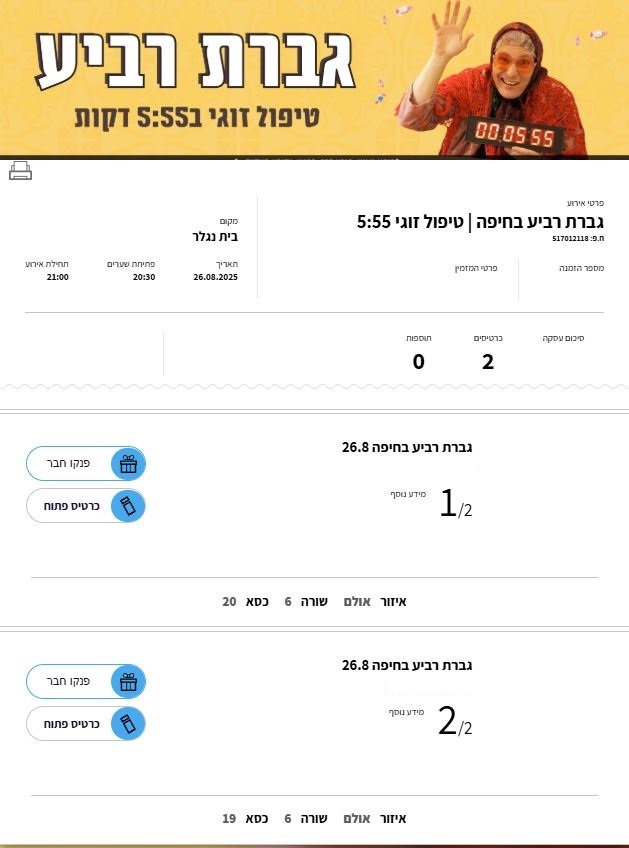 גברת רביע
טיפול זוגי ב5:55 דקות
00:05:55
פרטי אירוע
גברת רביע בחיפה | טיפול זוגי 5:55
ח.פ: 517012118
מספר הזמנה
פרטי המזמין
מקום
בית נגלר
תאריך
26.08.2025
פתיחת שערים
20:30
תחילת אירוע
21:00
סיכום עסקה
כרטיסים
2
תוספות
0
גברת רביע בחיפה 26.8
1/2
מידע נוסף
פנקו חבר
כרטיס פתוח
איזור אולם שורה 6 כסא 20
גברת רביע בחיפה 26.8
2/2
מידע נוסף
פנקו חבר
כרטיס פתוח
איזור אולם שורה 6 כסא 19